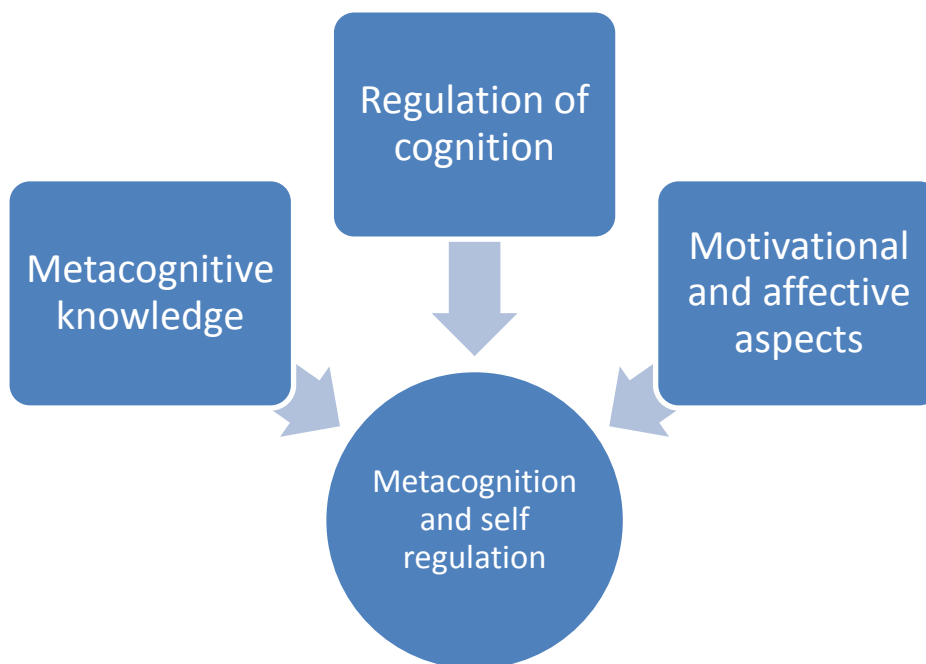 Regulation of
cognition
Metacognitive
knowledge
Motivational
and affective
aspects
Metacognition
and self
regulation